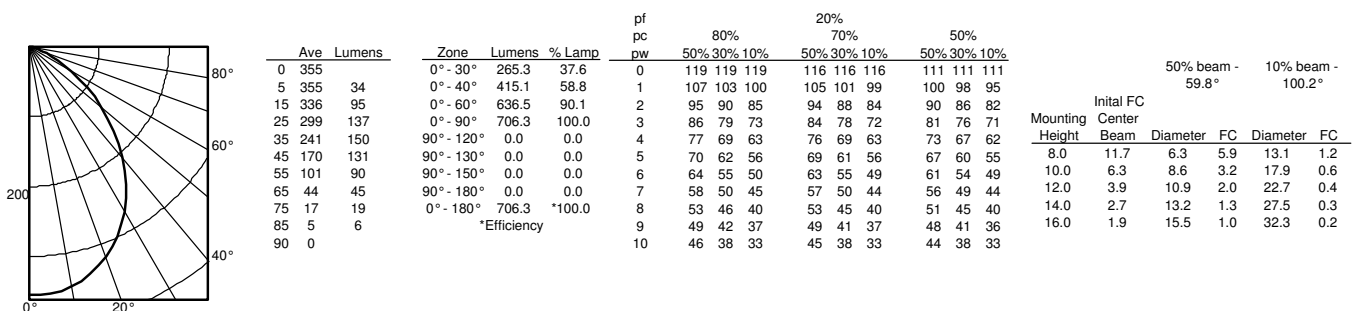 80°
60°
200
40°
0° 20°
Ave Lumens
0 355
5 355 34
15 336 95
25 299 137
35 241 150
45 170 131
55 101 90
65 44 45
75 17 19
85 5 6
90 0
Zone Lumens % Lamp
0° - 30° 265.3 37.6
0° - 40° 415.1 58.8
0° - 60° 636.5 90.1
0° - 90° 706.3 100.0
90° - 120° 0.0 0.0
90° - 130° 0.0 0.0
90° - 150° 0.0 0.0
90° - 180° 0.0 0.0
0° - 180° 706.3 *100.0
*Efficiency
pf 20%
pc 80% 70% 50%
pw 50% 30% 10% 50% 30% 10% 50% 30% 10%
0 119 119 119 116 116 116 111 111 111
1 107 103 100 105 101 99 100 98 95
2 95 90 85 94 88 84 90 86 82
3 86 79 73 84 78 72 81 76 71
4 77 69 63 76 69 63 73 67 62
5 70 62 56 69 61 56 67 60 55
6 64 55 50 63 55 49 61 54 49
7 58 50 45 57 50 44 56 49 44
8 53 46 40 53 45 40 51 45 40
9 49 42 37 49 41 37 48 41 36
10 46 38 33 45 38 33 44 38 33
50% beam - 10% beam -
59.8° 100.2°
Inital FC
Mounting Center
Height Beam Diameter FC Diameter FC
8.0 11.7 6.3 5.9 13.1 1.2
10.0 6.3 8.6 3.2 17.9 0.6
12.0 3.9 10.9 2.0 22.7 0.4
14.0 2.7 13.2 1.3 27.5 0.3
16.0 1.9 15.5 1.0 32.3 0.2